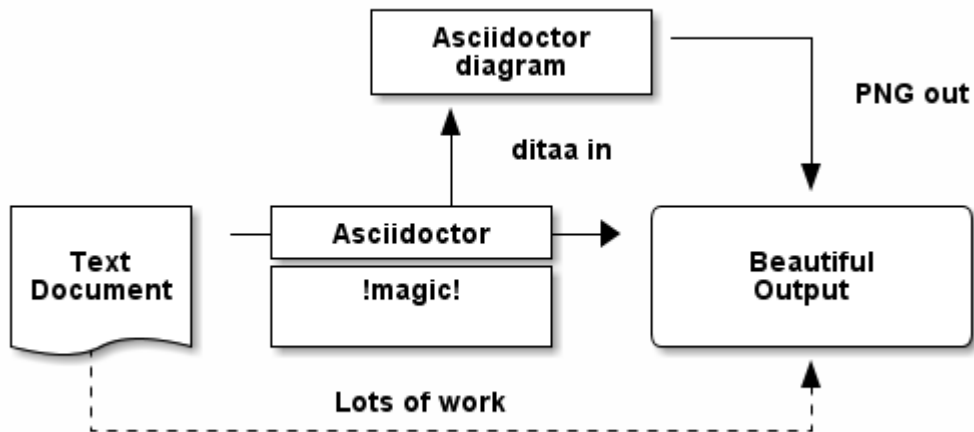 Asciidoctor
diagram
PNG out
ditaa in
Text
Document
Asciidoctor
!magic!
Beautiful
Output
Lots of work